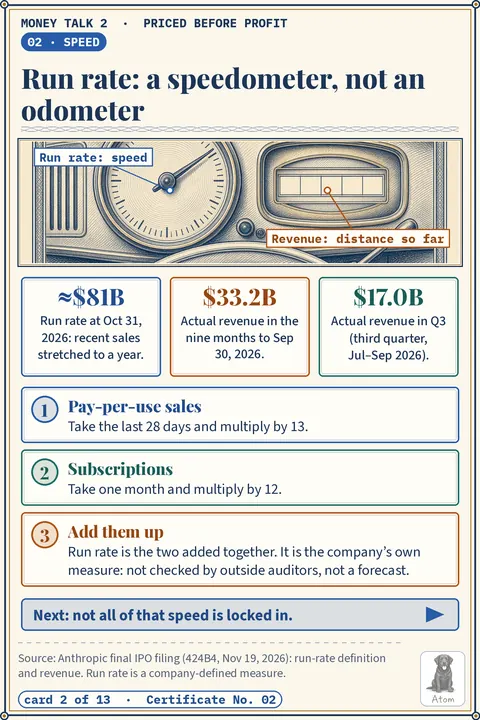 MONEY TALK 2 · PRICED BEFORE PROFIT
02 · SPEED
Run rate: a speedometer, not an
odometer
Run rate: speed
Revenue: distance so far
≈$81B
Run rate at Oct 31,
2026: recent sales
stretched to a year.
$33.2B
Actual revenue in the
nine months to Sep
30, 2026.
$17.0B
Actual revenue in Q3
(third quarter,
Jul–Sep 2026).
1
Pay-per-use sales
Take the last 28 days and multiply by 13.
2
Subscriptions
Take one month and multiply by 12.
3
Add them up
Run rate is the two added together. It is the company’s own
measure: not checked by outside auditors, not a forecast.
Next: not all of that speed is locked in.
Source: Anthropic final IPO filing (424B4, Nov 19, 2026): run-rate definition
and revenue. Run rate is a company-defined measure.
Atom
card 2 of 13 · Certificate No. 02